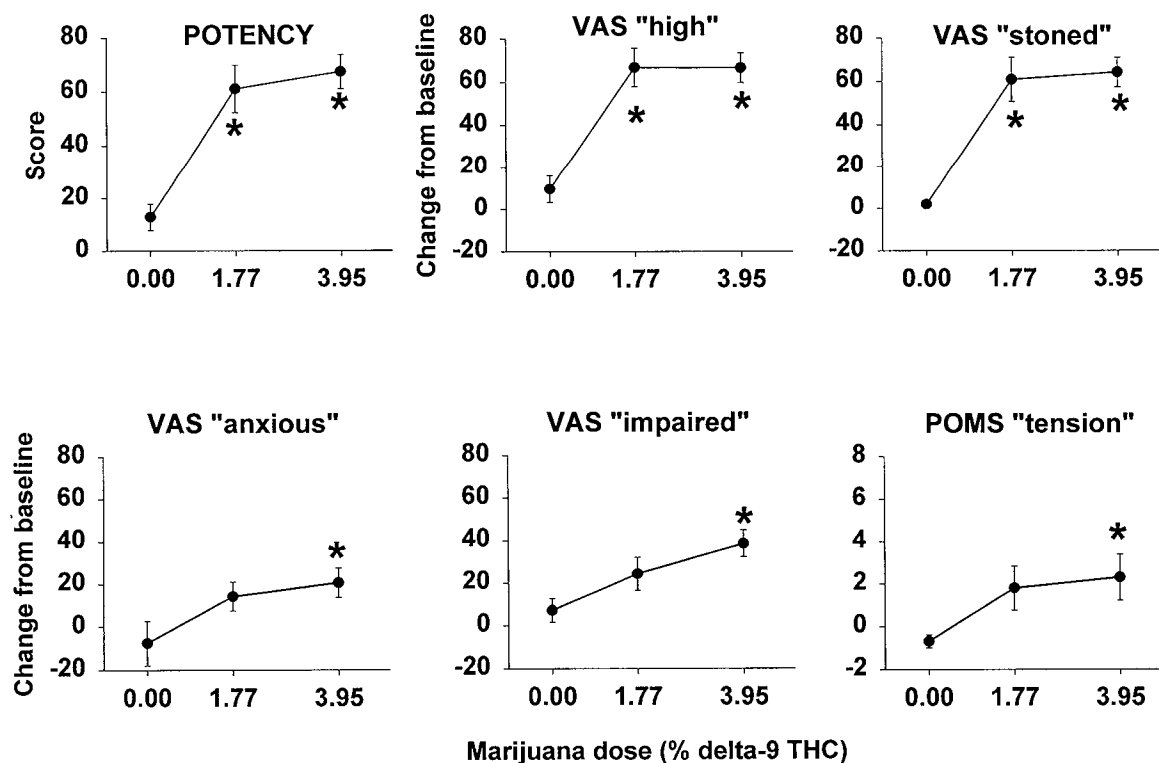 POTENCY
Score
80
60
40
20
0
0.00 1.77 3.95
*
*
VAS "high"
Change from baseline
80
60
40
20
0
-20
0.00 1.77 3.95
*
*
VAS "stoned"
80
60
40
20
0
-20
0.00 1.77 3.95
*
*
VAS "anxious"
Change from baseline
80
60
40
20
0
-20
0.00 1.77 3.95
*
VAS "impaired"
80
60
40
20
0
-20
0.00 1.77 3.95
*
POMS "tension"
8
6
4
2
0
-2
0.00 1.77 3.95
*
Marijuana dose (% delta-9 THC)